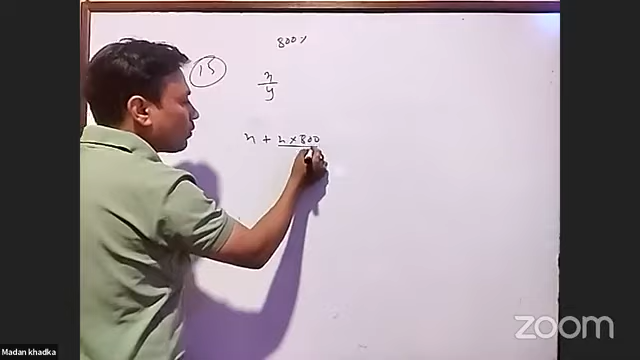 800%
15
x
y
x + x × 800
Madan khadka
zoom